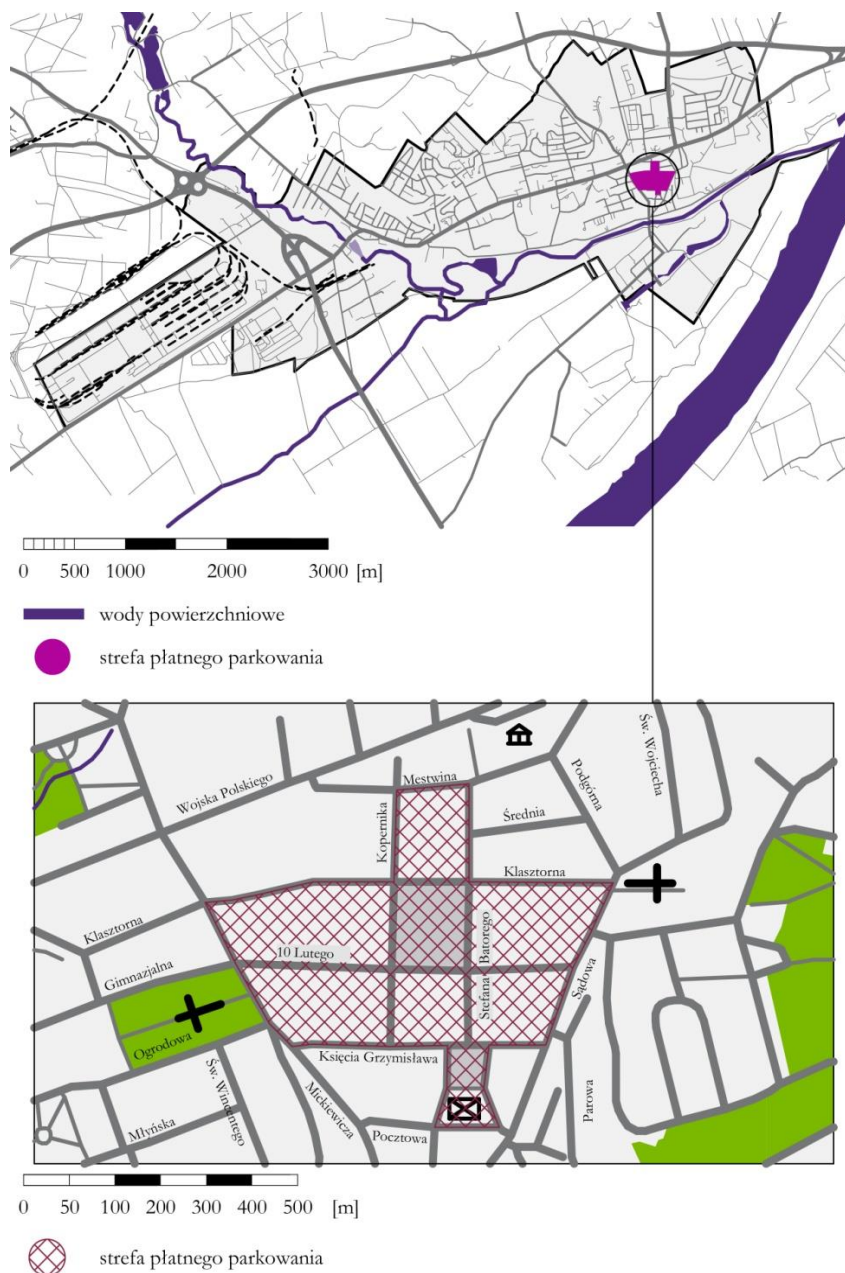 0 500 1000 2000 3000 [m]
wody powierzchniowe
strefa płatnego parkowania
Św. Wojciecha
Podgórna
Mestwina
Wojska Polskiego
Kopernika
Średnia
Klasztorna
Klasztorna
Batorego
10 Lutego
Gimnazjalna
Stefana
Sądowa
Ogrodowa
Księcia Grzymisława
Św. Wincentego
Mickiewicza
Parowa
Młyńska
Pocztowa
0 50 100 200 300 400 500 [m]
strefa płatnego parkowania